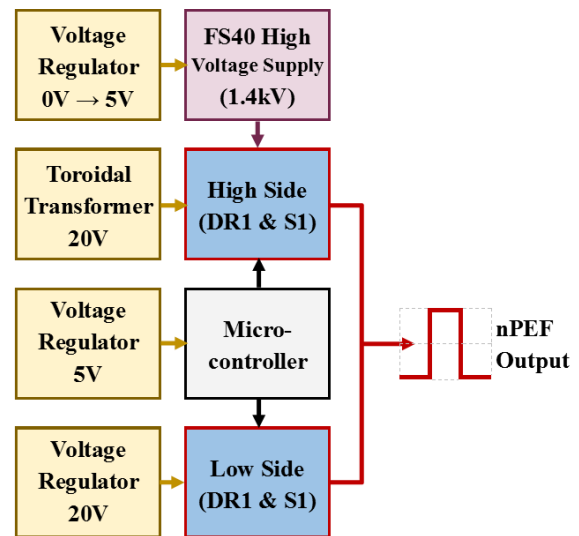 Voltage
Regulator
0V → 5V
FS40 High
Voltage Supply
(1.4kV)
Toroidal
Transformer
20V
High Side
(DR1 & S1)
Voltage
Regulator
5V
Micro-
controller
nPEF
Output
Voltage
Regulator
20V
Low Side
(DR1 & S1)